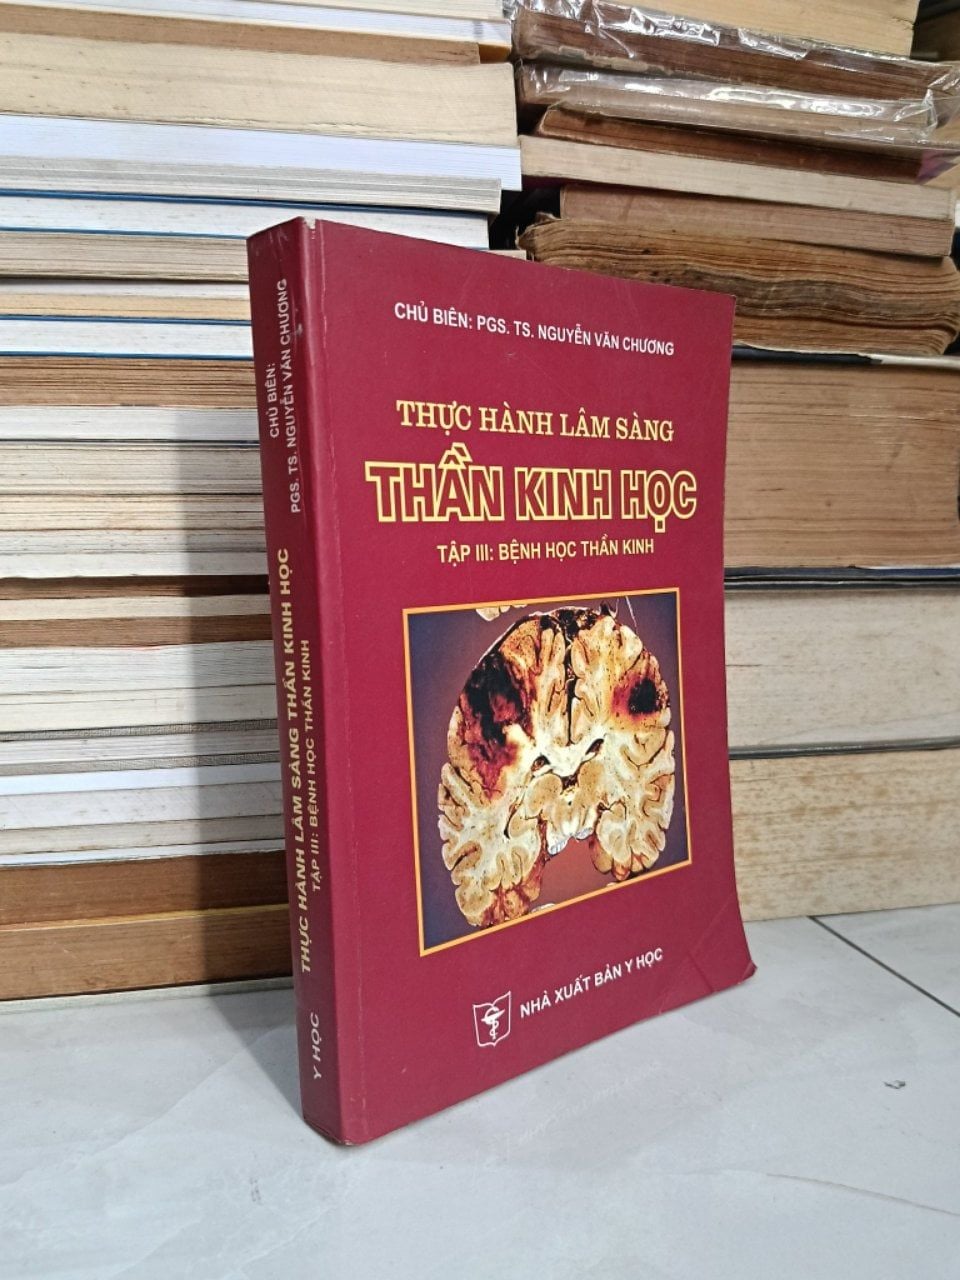 CHỦ BIÊN: PGS. TS. NGUYỄN VĂN CHƯƠNG
THỰC HÀNH LÂM SÀNG
THẦN KINH HỌC
TẬP III: BỆNH HỌC THẦN KINH
NHÀ XUẤT BẢN Y HỌC
CHỦ BIÊN:
PGS. TS. NGUYỄN VĂN CHƯƠNG
THỰC HÀNH LÂM SÀNG THẦN KINH HỌC
TẬP III: BỆNH HỌC THẦN KINH
Y HỌC